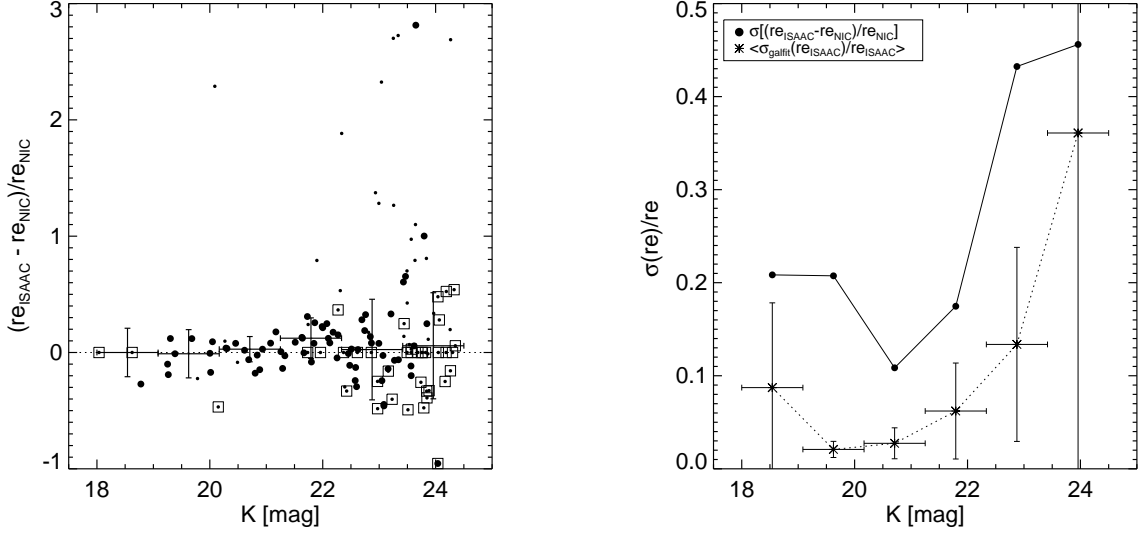 3
2
1
0
-1
18 20 22 24
K [mag]
(re_ISAAC - re_NIC)/re_NIC
0.5
0.4
0.3
0.2
0.1
0.0
18 20 22 24
K [mag]
σ(re)/re
σ[(re_ISAAC-re_NIC)/re_NIC]
<σ_galfit(re_ISAAC)/re_ISAAC>